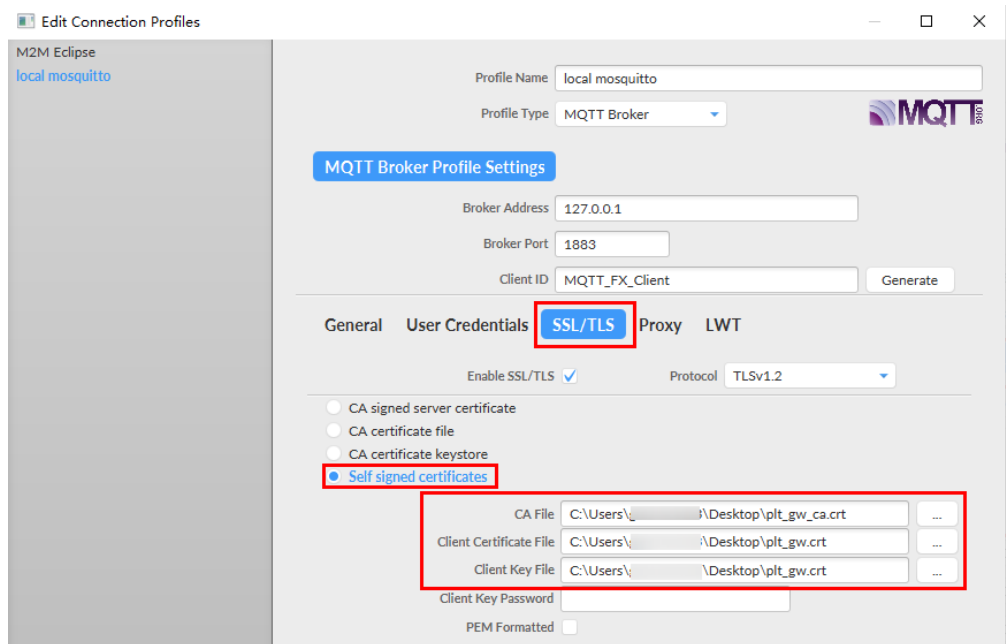 Edit Connection Profiles
M2M Eclipse
local mosquitto
Profile Name local mosquitto
Profile Type MQTT Broker
MQTT.ORG
MQTT Broker Profile Settings
Broker Address 127.0.0.1
Broker Port 1883
Client ID MQTT_FX_Client Generate
General User Credentials SSL/TLS Proxy LWT
Enable SSL/TLS Protocol TLSv1.2
CA signed server certificate
CA certificate file
CA certificate keystore
Self signed certificates
CA File C:\Users\ \Desktop\plt_gw_ca.crt ...
Client Certificate File C:\Users\ \Desktop\plt_gw.crt ...
Client Key File C:\Users\ \Desktop\plt_gw.crt ...
Client Key Password
PEM Formatted